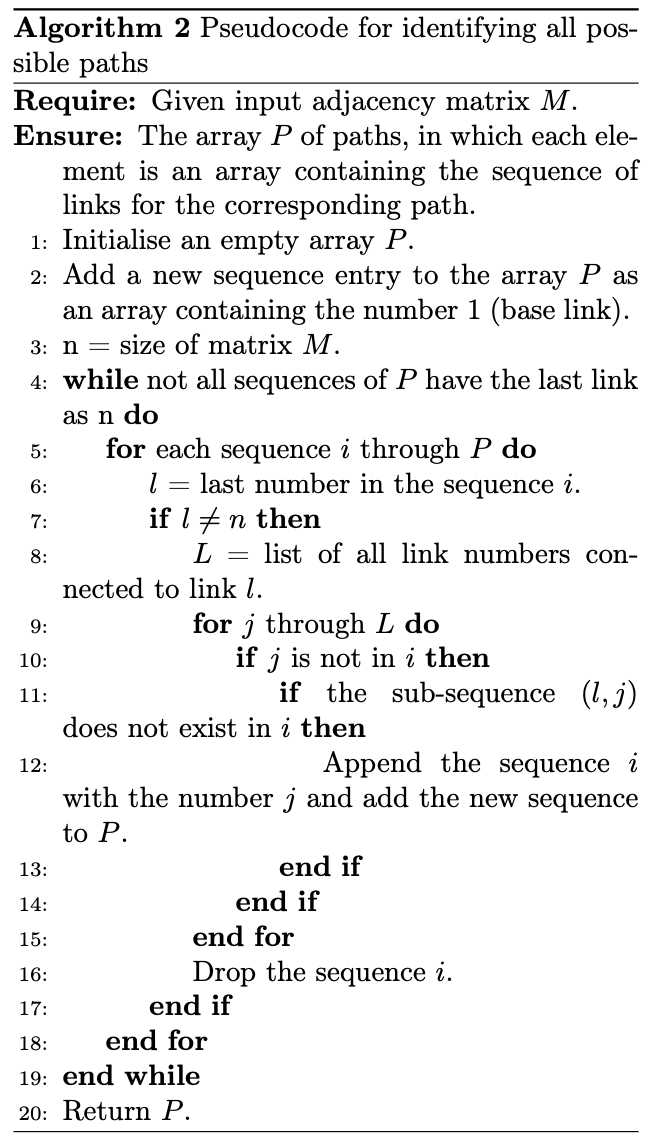 Algorithm 2 Pseudocode for identifying all pos-
sible paths
Require: Given input adjacency matrix M.
Ensure: The array P of paths, in which each ele-
ment is an array containing the sequence of
links for the corresponding path.
1: Initialise an empty array P.
2: Add a new sequence entry to the array P as
an array containing the number 1 (base link).
3: n = size of matrix M.
4: while not all sequences of P have the last link
as n do
5: for each sequence i through P do
6: l = last number in the sequence i.
7: if l ≠ n then
8: L = list of all link numbers con-
nected to link l.
9: for j through L do
10: if j is not in i then
11: if the sub-sequence (l, j)
does not exist in i then
12: Append the sequence i
with the number j and add the new sequence
to P.
13: end if
14: end if
15: end for
16: Drop the sequence i.
17: end if
18: end for
19: end while
20: Return P.